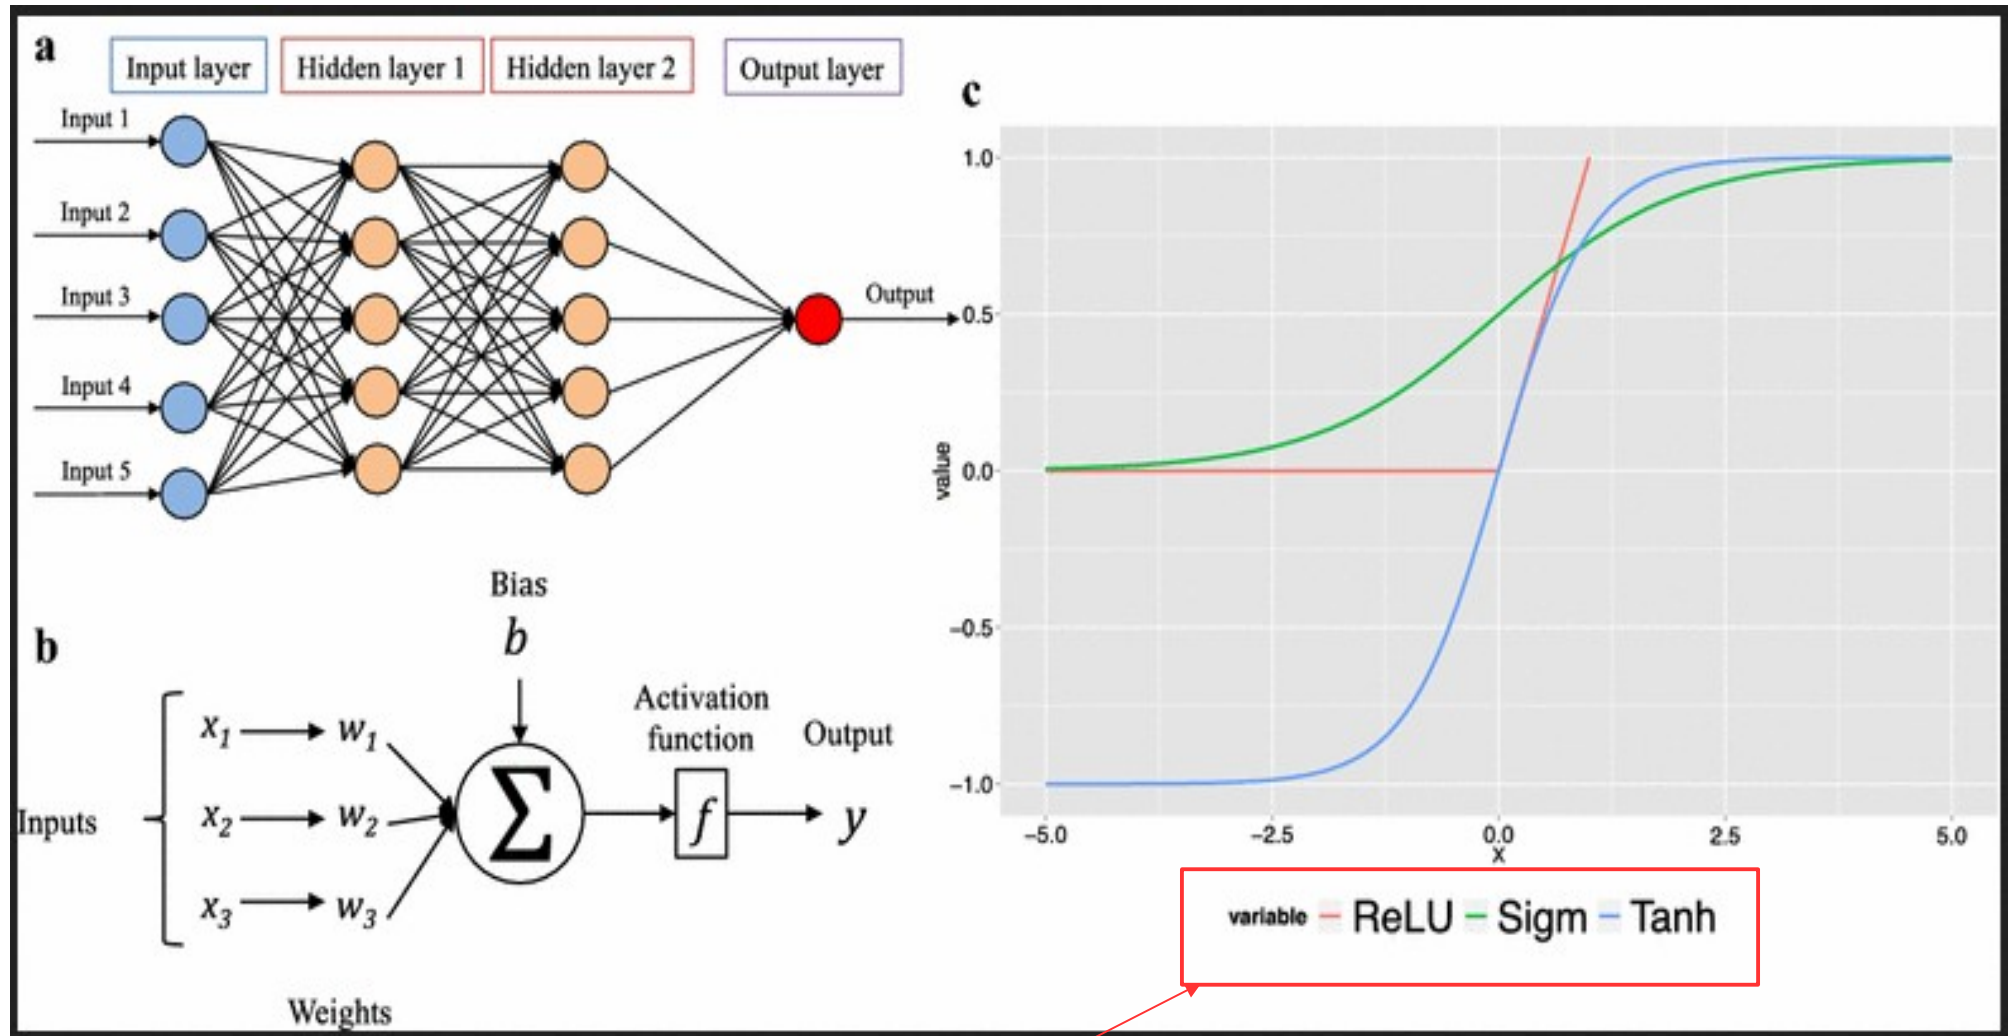 a
Input layer
Hidden layer 1
Hidden layer 2
Output layer
Input 1
Input 2
Input 3
Input 4
Input 5
Output
b
Bias
b
Inputs
x1
w1
x2
w2
x3
w3
Σ
Activation
function
f
Output
y
Weights
c
1.0
0.5
0.0
−0.5
−1.0
value
−5.0
−2.5
0.0
2.5
5.0
x
variable ReLU Sigm Tanh